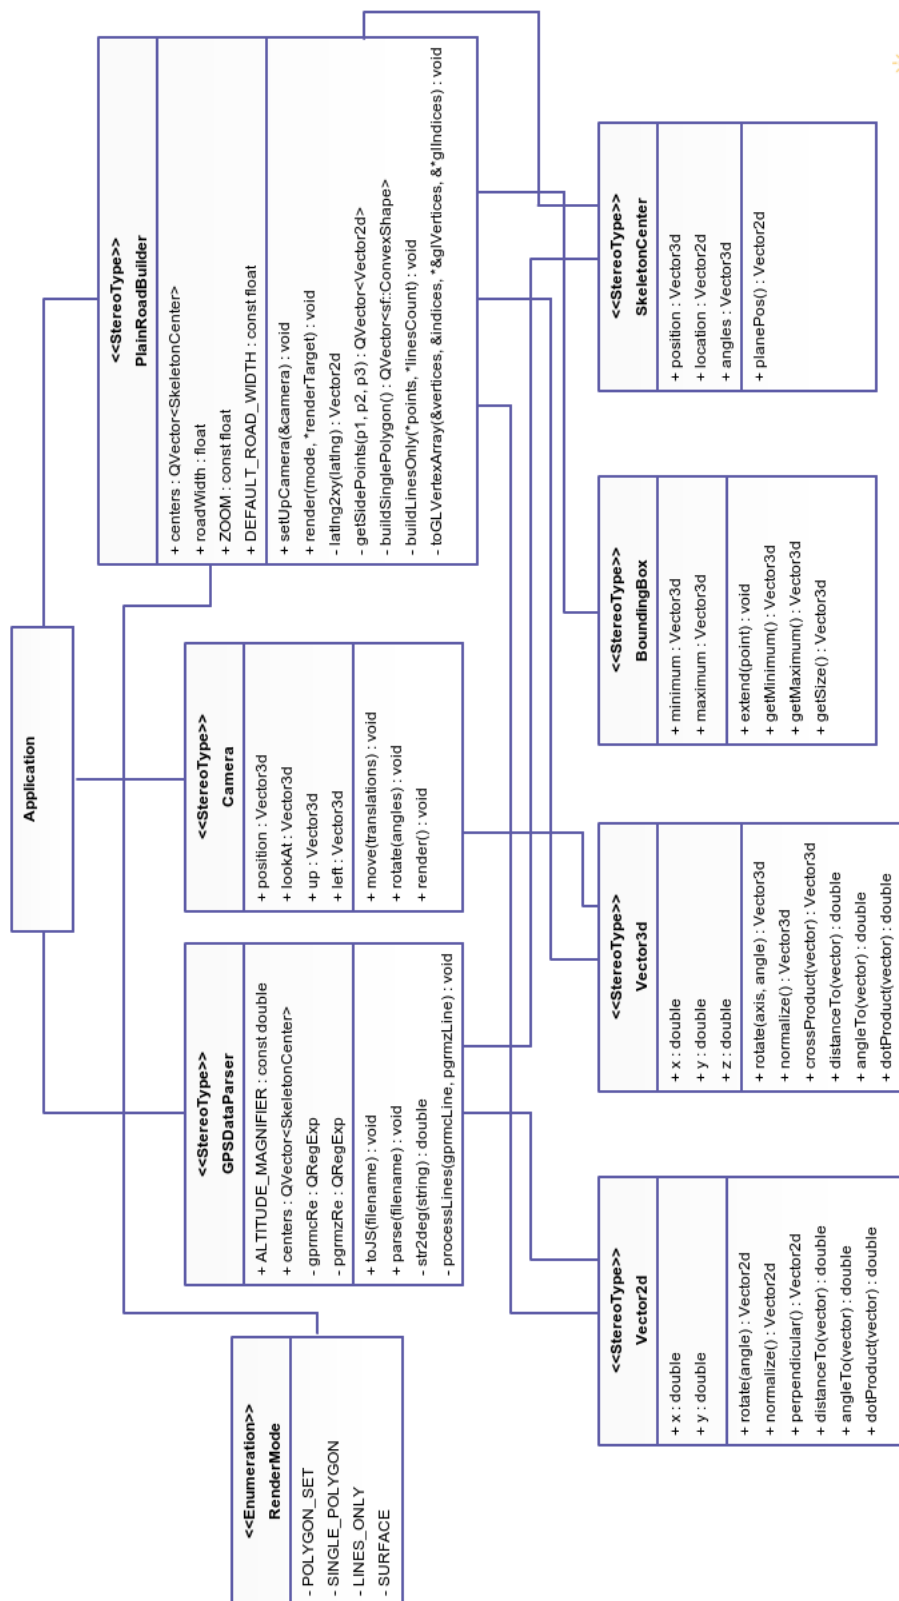 Application
<<StereoType>>
PlainRoadBuilder
+ centers : QVector<SkeletonCenter>
+ roadWidth : float
+ ZOOM : const float
+ DEFAULT_ROAD_WIDTH : const float
+ setUpCamera(&camera) : void
+ render(mode, *renderTarget) : void
- latlng2xy(latlng) : Vector2d
- getSidePoints(p1, p2, p3) : QVector<Vector2d>
- buildSinglePolygon() : QVector<sf::ConvexShape>
- buildLinesOnly(*points, *linesCount) : void
- toGLVertexArray(&vertices, &indices, *&glVertices, &*glIndices) : void
<<StereoType>>
Camera
+ position : Vector3d
+ lookAt : Vector3d
+ up : Vector3d
+ left : Vector3d
+ move(translations) : void
+ rotate(angles) : void
+ render() : void
<<StereoType>>
GPSDataParser
+ ALTITUDE_MAGNIFIER : const double
+ centers : QVector<SkeletonCenter>
- gprmcRe : QRegExp
- pgrmzRe : QRegExp
+ toJS(filename) : void
+ parse(filename) : void
- str2deg(string) : double
- processLines(gprmcLine, pgrmzLine) : void
<<Enumeration>>
RenderMode
- POLYGON_SET
- SINGLE_POLYGON
- LINES_ONLY
- SURFACE
<<StereoType>>
Vector2d
+ x : double
+ y : double
+ rotate(angle) : Vector2d
+ normalize() : Vector2d
+ perpendicular() : Vector2d
+ distanceTo(vector) : double
+ angleTo(vector) : double
+ dotProduct(vector) : double
<<StereoType>>
Vector3d
+ x : double
+ y : double
+ z : double
+ rotate(axis, angle) : Vector3d
+ normalize() : Vector3d
+ crossProduct(vector) : Vector3d
+ distanceTo(vector) : double
+ angleTo(vector) : double
+ dotProduct(vector) : double
<<StereoType>>
BoundingBox
+ minimum : Vector3d
+ maximum : Vector3d
+ extend(point) : void
+ getMinimum() : Vector3d
+ getMaximum() : Vector3d
+ getSize() : Vector3d
<<StereoType>>
SkeletonCenter
+ position : Vector3d
+ location : Vector2d
+ angles : Vector3d
+ planePos() : Vector2d